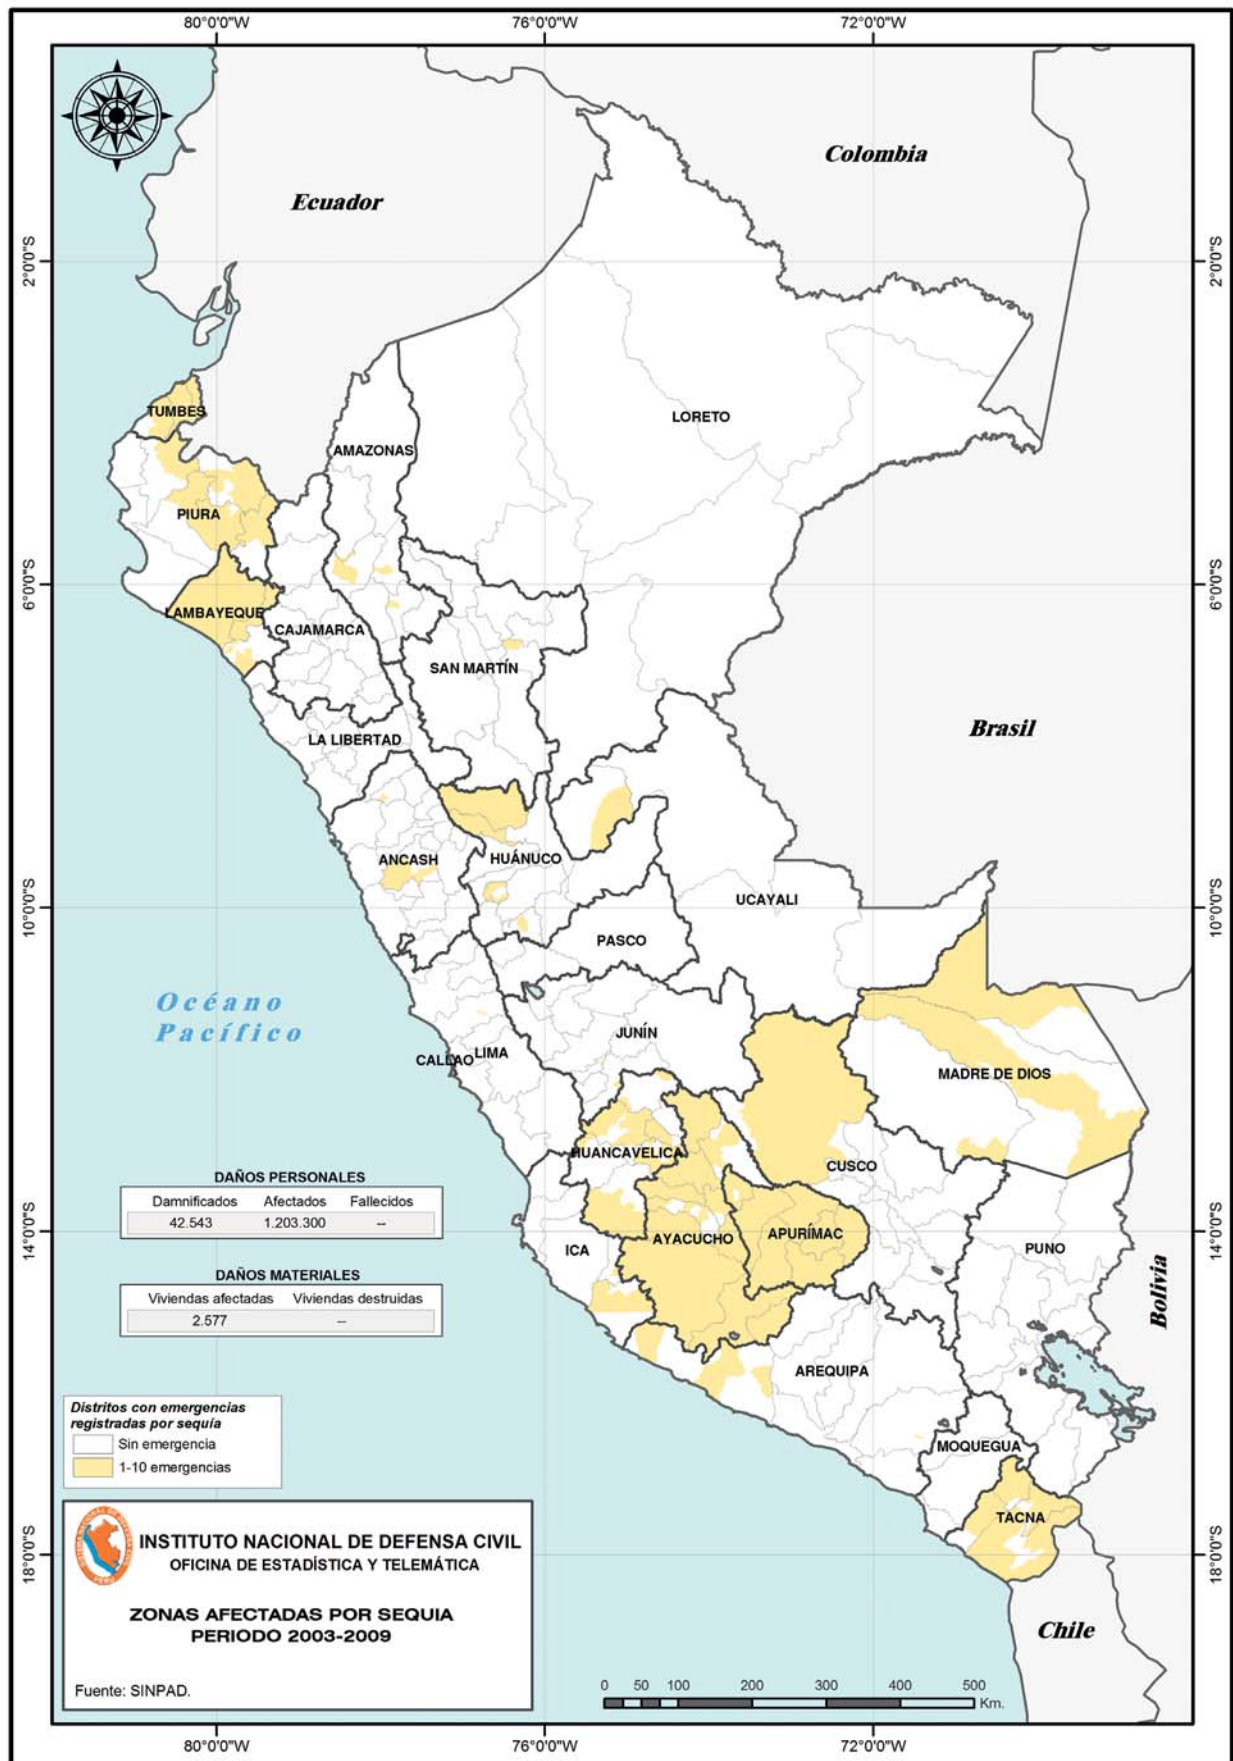 80°0'0"W
76°0'0"W
72°0'0"W
Colombia
Ecuador
2°0'0"S
2°0'0"S
TUMBES
LORETO
AMAZONAS
PIURA
6°0'0"S
6°0'0"S
LAMBAYEQUE
CAJAMARCA
SAN MARTÍN
Brasil
LA LIBERTAD
ANCASH
HUÁNUCO
UCAYALI
10°0'0"S
10°0'0"S
PASCO
Océano
Pacífico
JUNÍN
CALLAO
LIMA
MADRE DE DIOS
HUANCAVELICA
CUSCO
DAÑOS PERSONALES
Damnificados Afectados Fallecidos
42.543 1.203.300 --
14°0'0"S
14°0'0"S
ICA
AYACUCHO
APURÍMAC
PUNO
DAÑOS MATERIALES
Viviendas afectadas Viviendas destruidas
2.577 --
Bolivia
AREQUIPA
Distritos con emergencias
registradas por sequía
Sin emergencia
1-10 emergencias
MOQUEGUA
TACNA
INSTITUTO NACIONAL DE DEFENSA CIVIL
OFICINA DE ESTADÍSTICA Y TELEMÁTICA
18°0'0"S
18°0'0"S
ZONAS AFECTADAS POR SEQUIA
PERIODO 2003-2009
Chile
Fuente: SINPAD.
0 50 100 200 300 400 500
Km.
80°0'0"W
76°0'0"W
72°0'0"W